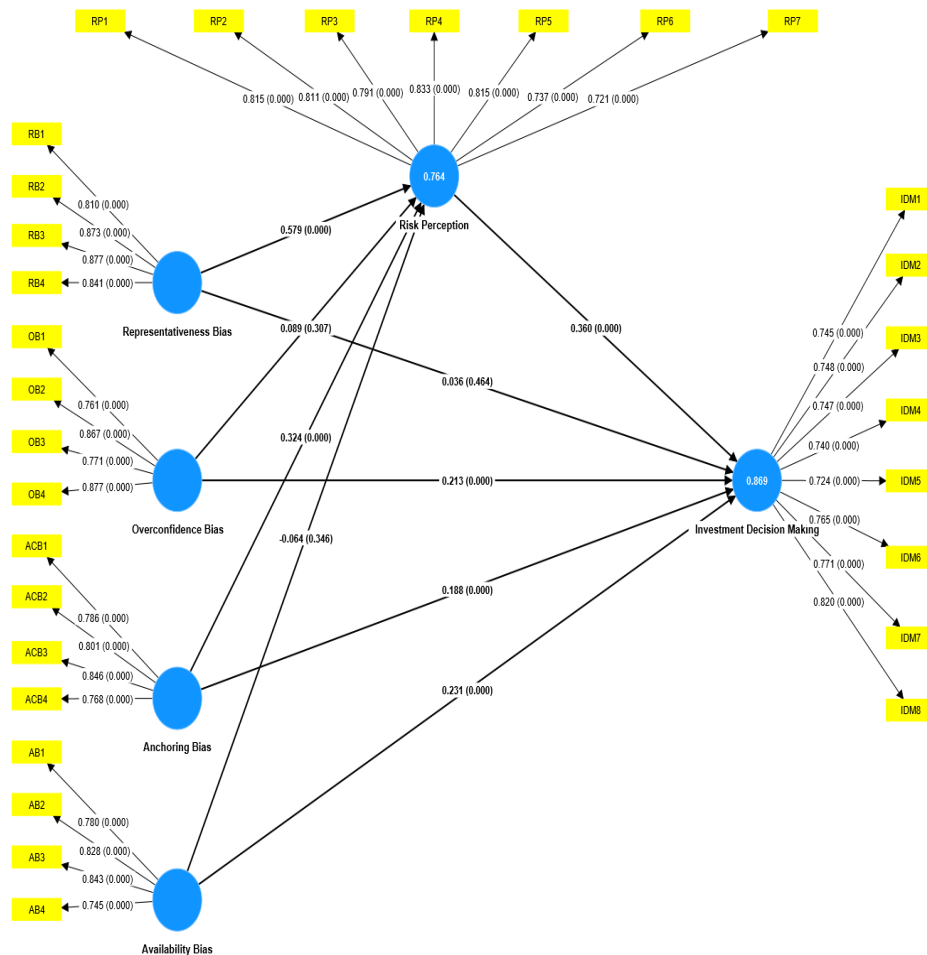 RP1 RP2 RP3 RP4 RP5 RP6 RP7
0.815 (0.000) 0.811 (0.000) 0.791 (0.000) 0.833 (0.000) 0.815 (0.000) 0.737 (0.000) 0.721 (0.000)
0.764
Risk Perception
RB1
RB2
RB3
RB4
0.810 (0.000)
0.873 (0.000)
0.877 (0.000)
0.841 (0.000)
Representativeness Bias
0.579 (0.000)
0.089 (0.307)
0.324 (0.000)
-0.064 (0.346)
0.360 (0.000)
0.036 (0.464)
0.213 (0.000)
0.188 (0.000)
0.231 (0.000)
OB1
OB2
OB3
OB4
0.761 (0.000)
0.867 (0.000)
0.771 (0.000)
0.877 (0.000)
Overconfidence Bias
ACB1
ACB2
ACB3
ACB4
0.786 (0.000)
0.801 (0.000)
0.846 (0.000)
0.768 (0.000)
Anchoring Bias
AB1
AB2
AB3
AB4
0.780 (0.000)
0.828 (0.000)
0.843 (0.000)
0.745 (0.000)
Availability Bias
0.869
Investment Decision Making
0.745 (0.000)
0.748 (0.000)
0.747 (0.000)
0.740 (0.000)
0.724 (0.000)
0.765 (0.000)
0.771 (0.000)
0.820 (0.000)
IDM1
IDM2
IDM3
IDM4
IDM5
IDM6
IDM7
IDM8